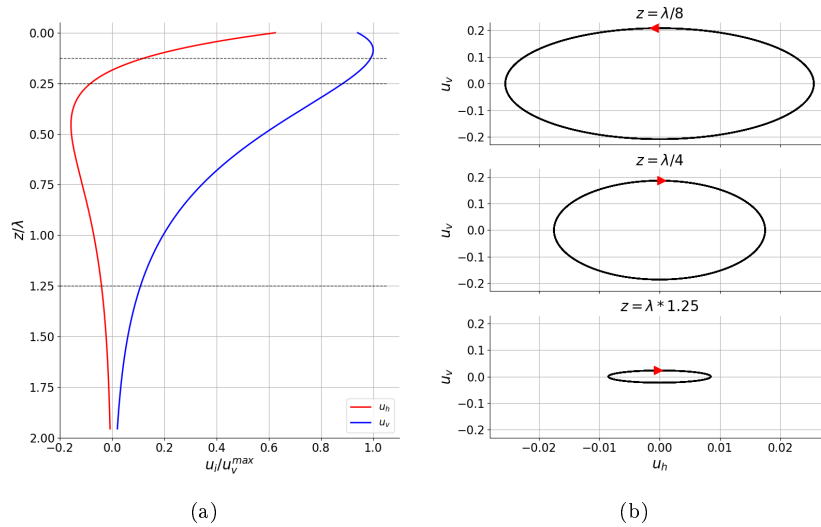 0.00
0.25
0.50
0.75
1.00
1.25
1.50
1.75
2.00
z/λ
−0.2
0.0
0.2
0.4
0.6
0.8
1.0
u_i/u_v^{max}
u_h
u_v
(a)
z = λ/8
0.2
0.1
0.0
−0.1
−0.2
u_v
z = λ/4
0.2
0.1
0.0
−0.1
−0.2
u_v
z = λ * 1.25
0.2
0.1
0.0
−0.1
−0.2
u_v
−0.02
−0.01
0.00
0.01
0.02
u_h
(b)